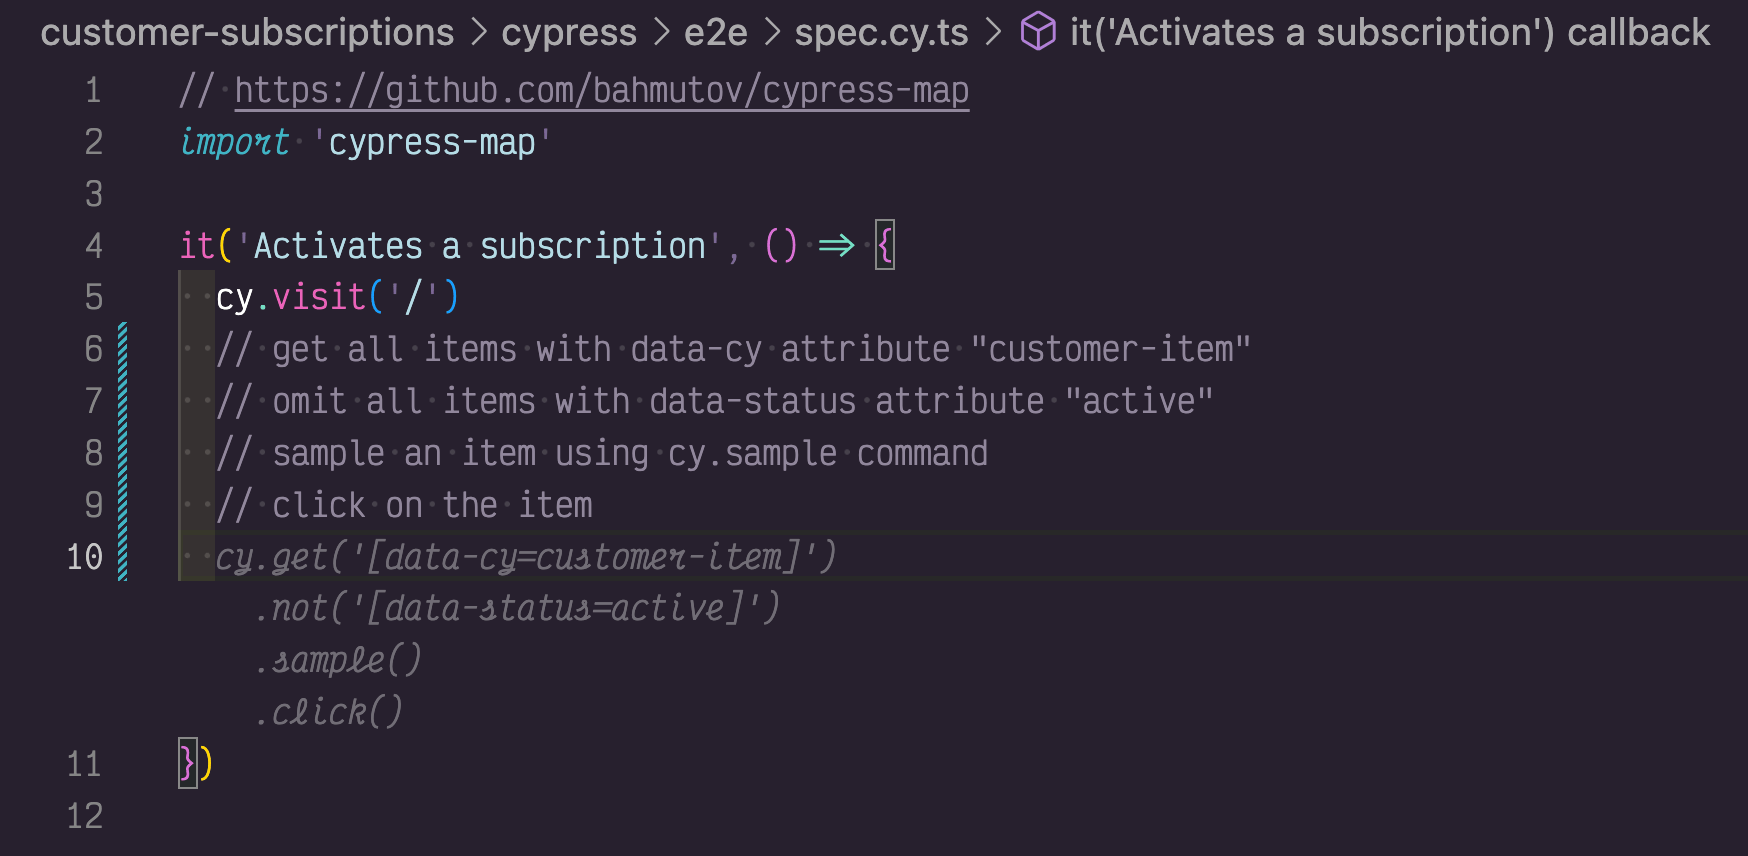 customer-subscriptions > cypress > e2e > spec.cy.ts > it('Activates a subscription') callback
1 // https://github.com/bahmutov/cypress-map
2 import 'cypress-map'
3
4 it('Activates a subscription', () => {
5 cy.visit('/')
6 // get all items with data-cy attribute "customer-item"
7 // omit all items with data-status attribute "active"
8 // sample an item using cy.sample command
9 // click on the item
10 cy.get('[data-cy=customer-item]')
.not('[data-status=active]')
.sample()
.click()
11 })
12